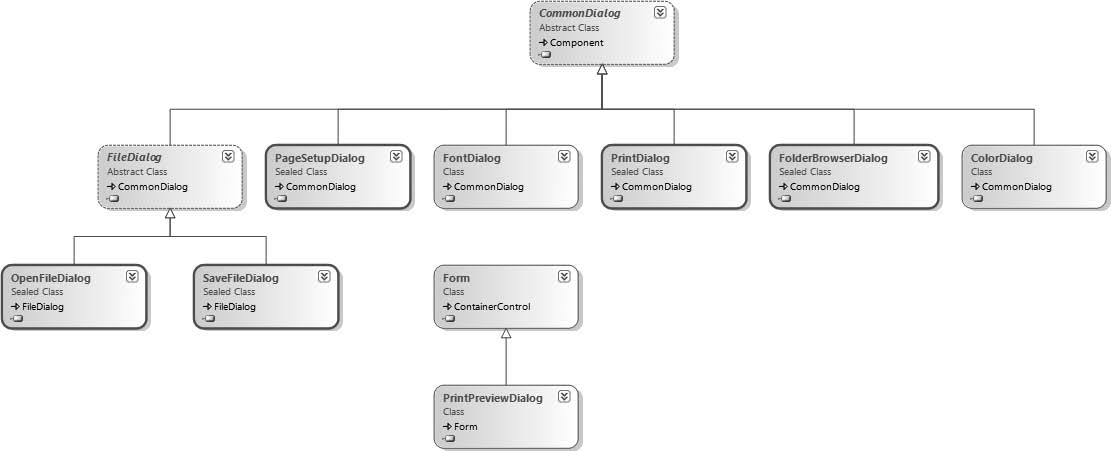 CommonDialog
Abstract Class
Component
FileDialog
Abstract Class
CommonDialog
PageSetupDialog
Sealed Class
CommonDialog
FontDialog
Class
CommonDialog
PrintDialog
Sealed Class
CommonDialog
FolderBrowserDialog
Sealed Class
CommonDialog
ColorDialog
Class
CommonDialog
OpenFileDialog
Sealed Class
FileDialog
SaveFileDialog
Sealed Class
FileDialog
Form
Class
ContainerControl
PrintPreviewDialog
Class
Form